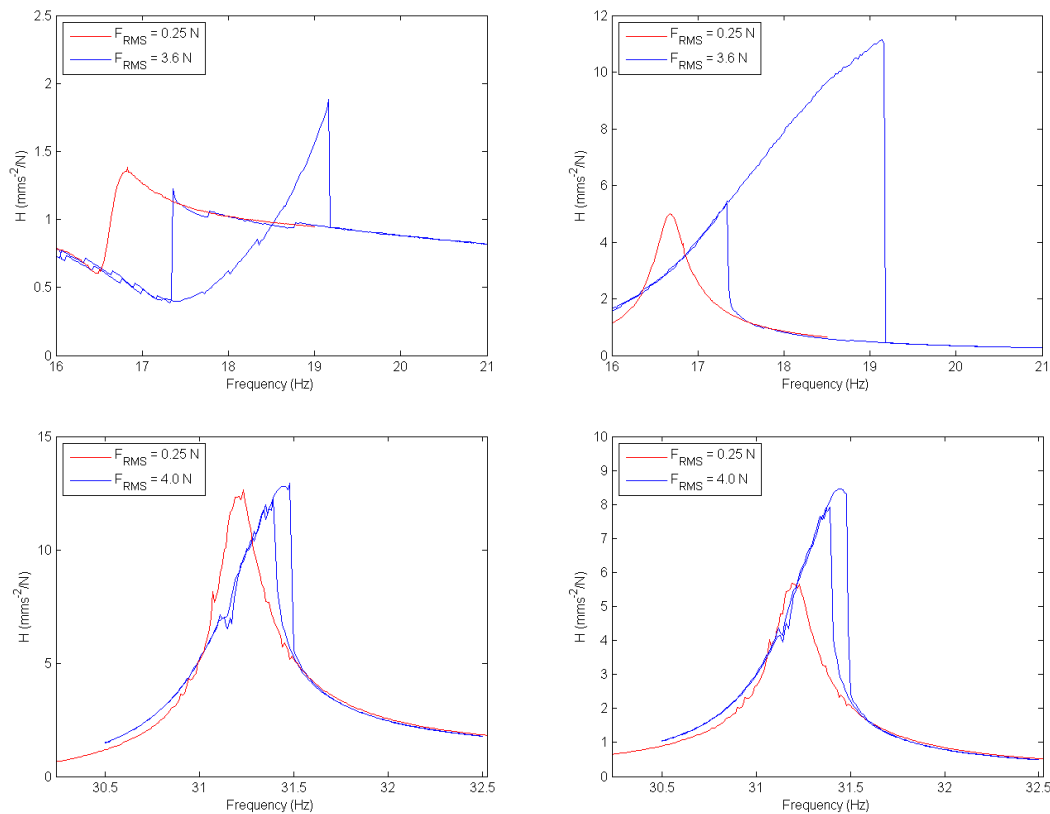 2.5
2
1.5
1
0.5
0
H (mms-2/N)
F_RMS = 0.25 N
F_RMS = 3.6 N
16 17 18 19 20 21
Frequency (Hz)
12
10
8
6
4
2
0
H (mms-2/N)
F_RMS = 0.25 N
F_RMS = 3.6 N
16 17 18 19 20 21
Frequency (Hz)
15
10
5
0
H (mms-2/N)
F_RMS = 0.25 N
F_RMS = 4.0 N
30.5 31 31.5 32 32.5
Frequency (Hz)
10
9
8
7
6
5
4
3
2
1
0
H (mms-2/N)
F_RMS = 0.25 N
F_RMS = 4.0 N
30.5 31 31.5 32 32.5
Frequency (Hz)